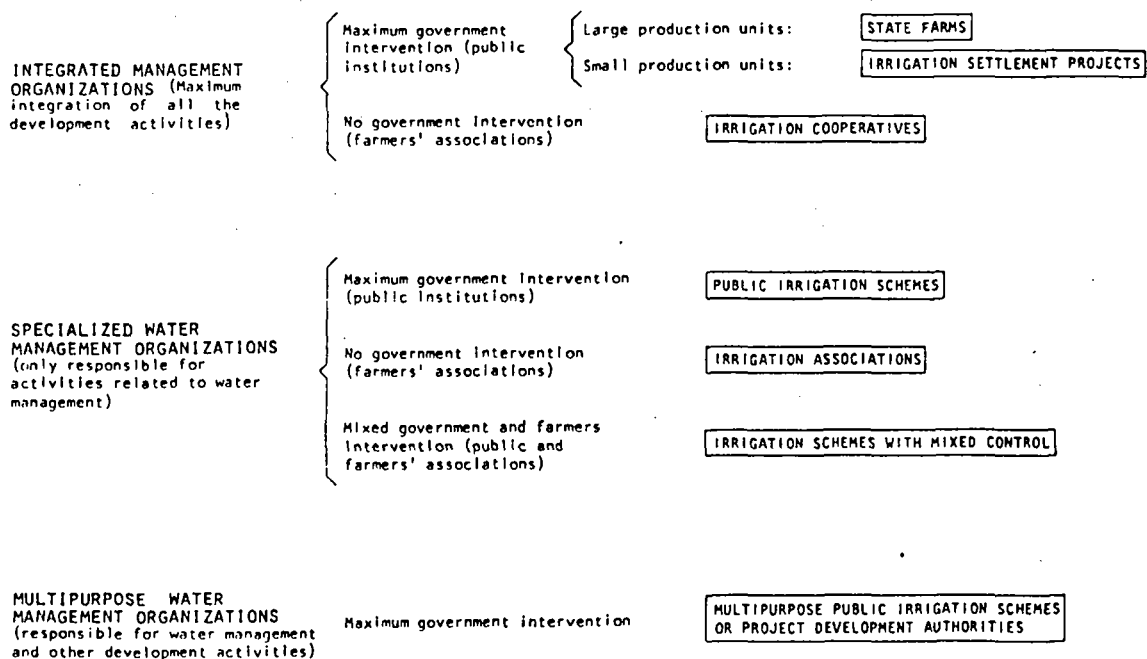 INTEGRATED MANAGEMENT
ORGANIZATIONS (Maximum
integration of all the
development activities)
Maximum government
intervention (public
institutions)
Large production units:
STATE FARMS
Small production units:
IRRIGATION SETTLEMENT PROJECTS
No government intervention
(farmers' associations)
IRRIGATION COOPERATIVES
SPECIALIZED WATER
MANAGEMENT ORGANIZATIONS
(only responsible for
activities related to water
management)
Maximum government intervention
(public institutions)
PUBLIC IRRIGATION SCHEMES
No government intervention
(farmers' associations)
IRRIGATION ASSOCIATIONS
Mixed government and farmers
intervention (public and
farmers' associations)
IRRIGATION SCHEMES WITH MIXED CONTROL
MULTIPURPOSE WATER
MANAGEMENT ORGANIZATIONS
(responsible for water management
and other development activities)
Maximum government intervention
MULTIPURPOSE PUBLIC IRRIGATION SCHEMES
OR PROJECT DEVELOPMENT AUTHORITIES